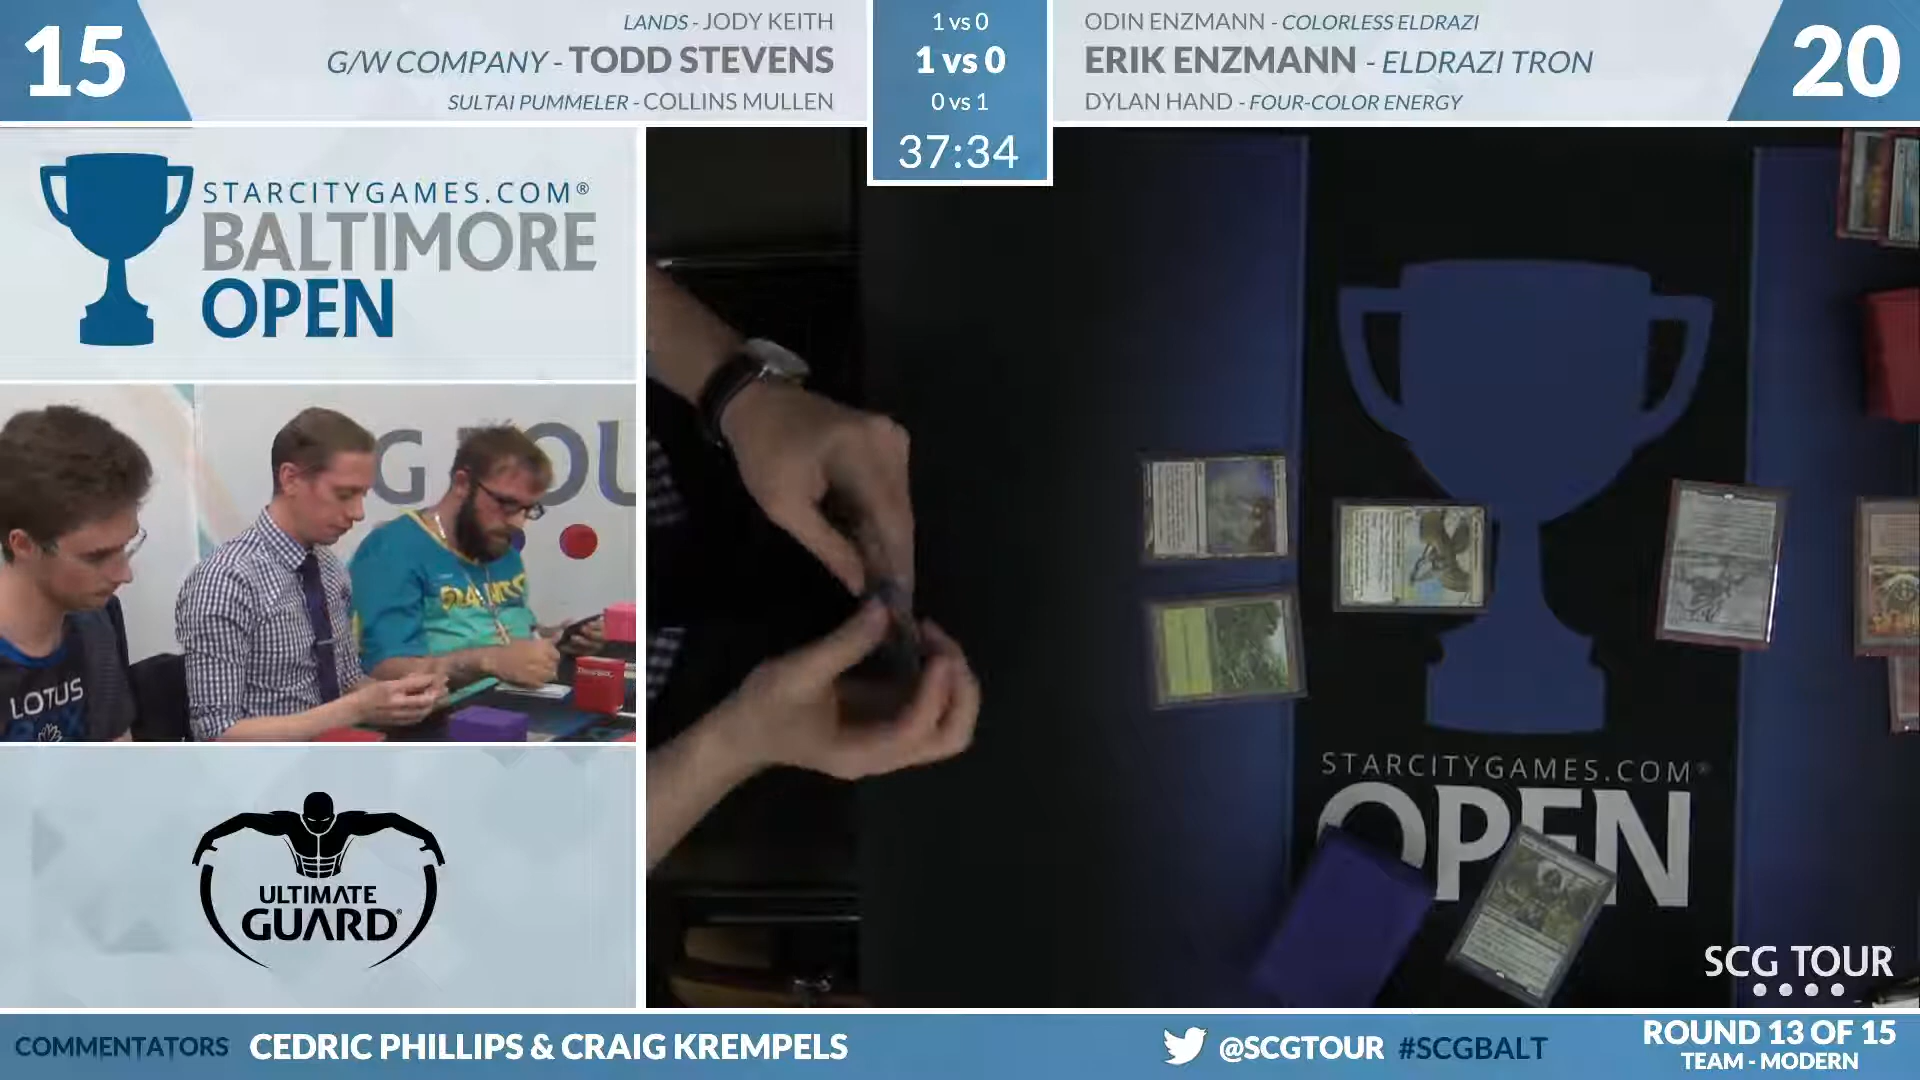 15
LANDS - JODY KEITH
G/W COMPANY - TODD STEVENS
SULTAI PUMMELER - COLLINS MULLEN
1 vs 0
1 vs 0
0 vs 1
37:34
ODIN ENZMANN - COLORLESS ELDRAZI
ERIK ENZMANN - ELDRAZI TRON
DYLAN HAND - FOUR-COLOR ENERGY
20
STARCITYGAMES.COM®
BALTIMORE
OPEN
LOTUS
ULTIMATE
GUARD®
STARCITYGAMES.COM®
OPEN
SCG TOUR
COMMENTATORS CEDRIC PHILLIPS & CRAIG KREMPELS
@SCGTOUR #SCGBALT
ROUND 13 OF 15
TEAM - MODERN